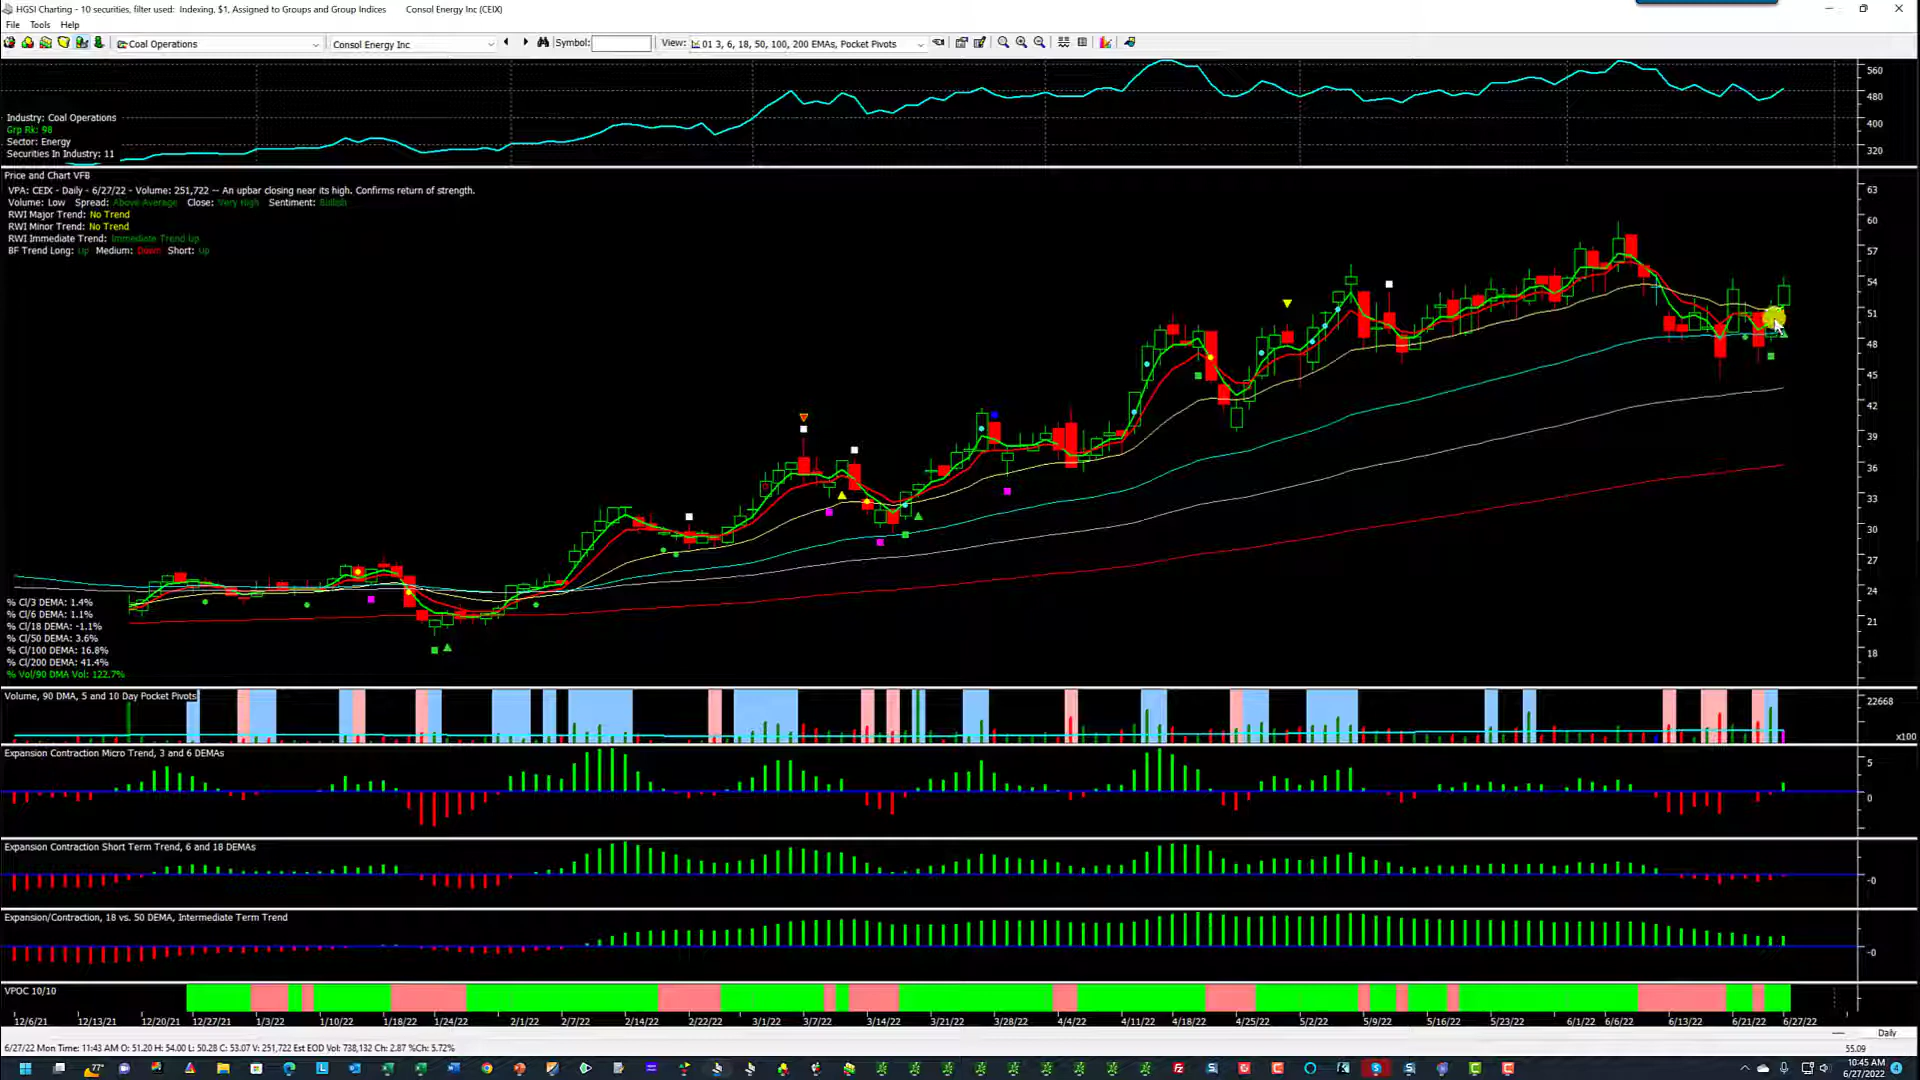 HGSI Charting - 10 securities, filter used: Indexing, $1, Assigned to Groups and Group Indices Consol Energy Inc (CEIX)
File Tools Help
Coal Operations Consol Energy Inc Symbol: View: 01 3, 6, 18, 50, 100, 200 EMAs, Pocket Pivots
560
480
400
320
Industry: Coal Operations
Grp Rk: 98
Sector: Energy
Securities In Industry: 11
Price and Chart VFB
VPA: CEIX - Daily - 6/27/22 - Volume: 251,722 -- An upbar closing near its high. Confirms return of strength.
Volume: Low Spread: Above Average Close: Very High Sentiment: Bullish
RWI Major Trend: No Trend
RWI Minor Trend: No Trend
RWI Immediate Trend: Immediate Trend Up
BF Trend Long: Up Medium: Down Short: Up
63
60
57
54
51
48
45
42
39
36
33
30
27
24
21
18
% Cl/3 DEMA: 1.4%
% Cl/6 DEMA: 1.1%
% Cl/18 DEMA: -1.1%
% Cl/50 DEMA: 3.6%
% Cl/100 DEMA: 16.8%
% Cl/200 DEMA: 41.4%
% Vol/90 DMA Vol: 122.7%
Volume, 90 DMA, 5 and 10 Day Pocket Pivots
22668
x100
Expansion Contraction Micro Trend, 3 and 6 DEMAs
5
0
Expansion Contraction Short Term Trend, 6 and 18 DEMAs
-0
Expansion/Contraction, 18 vs. 50 DEMA, Intermediate Term Trend
-0
VPOC 10/10
12/6/21 12/13/21 12/20/21 12/27/21 1/3/22 1/10/22 1/18/22 1/24/22 2/1/22 2/7/22 2/14/22 2/22/22 3/1/22 3/7/22 3/14/22 3/21/22 3/28/22 4/4/22 4/11/22 4/18/22 4/25/22 5/2/22 5/9/22 5/16/22 5/23/22 6/1/22 6/6/22 6/13/22 6/21/22 6/27/22
Daily
6/27/22 Mon Time: 11:43 AM O: 51.20 H: 54.00 L: 50.28 C: 53.07 V: 251,722 Est EOD Vol: 738,132 Ch: 2.87 %Ch: 5.72%
55.09
77°
10:45 AM
6/27/2022